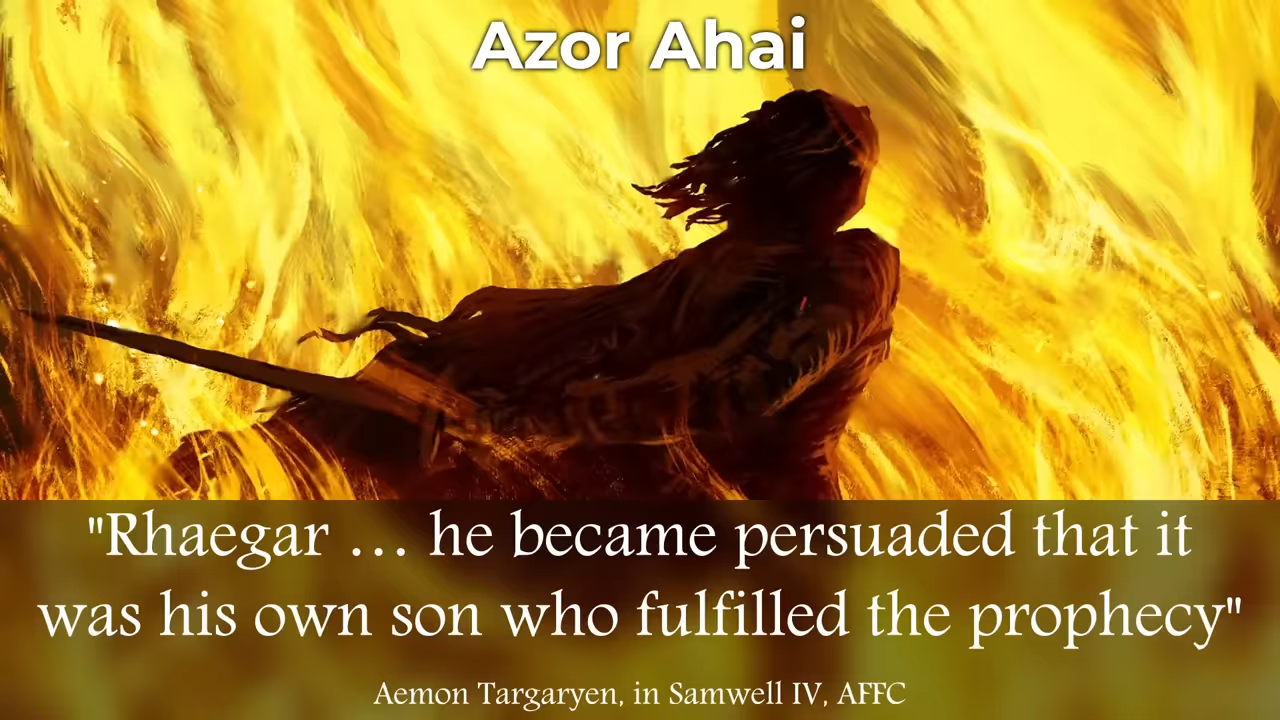 Azor Ahai
"Rhaegar … he became persuaded that it
was his own son who fulfilled the prophecy"
Aemon Targaryen, in Samwell IV, AFFC